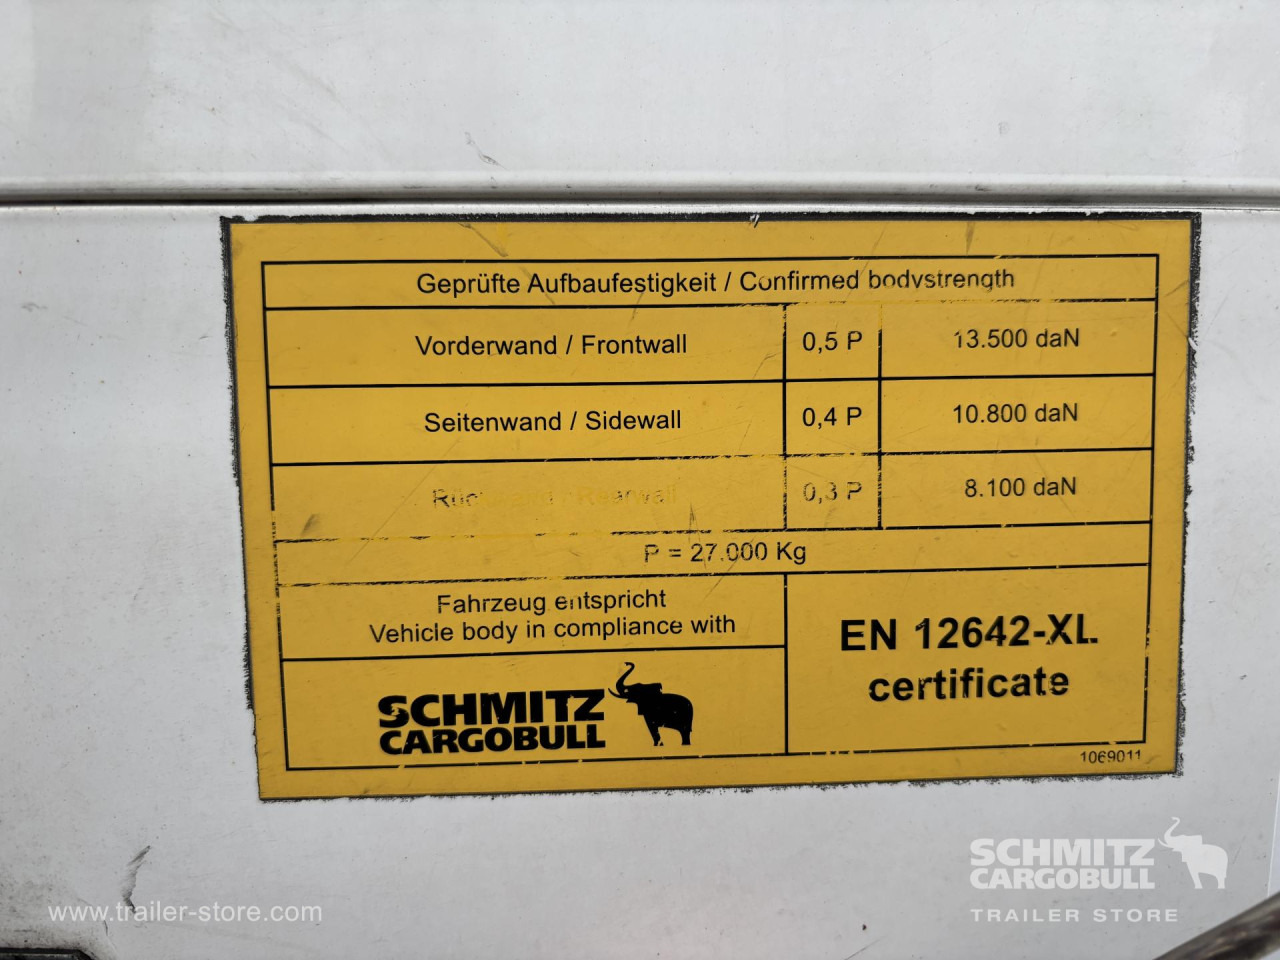 Geprüfte Aufbaufestigkeit / Confirmed bodystrength
Vorderwand / Frontwall 0,5 P 13.500 daN
Seitenwand / Sidewall 0,4 P 10.800 daN
Rückwand / Rearwall 0,3 P 8.100 daN
P = 27.000 Kg
Fahrzeug entspricht
Vehicle body in compliance with
EN 12642-XL
certificate
SCHMITZ
CARGOBULL
1069011
SCHMITZ
CARGOBULL
TRAILER STORE
www.trailer-store.com